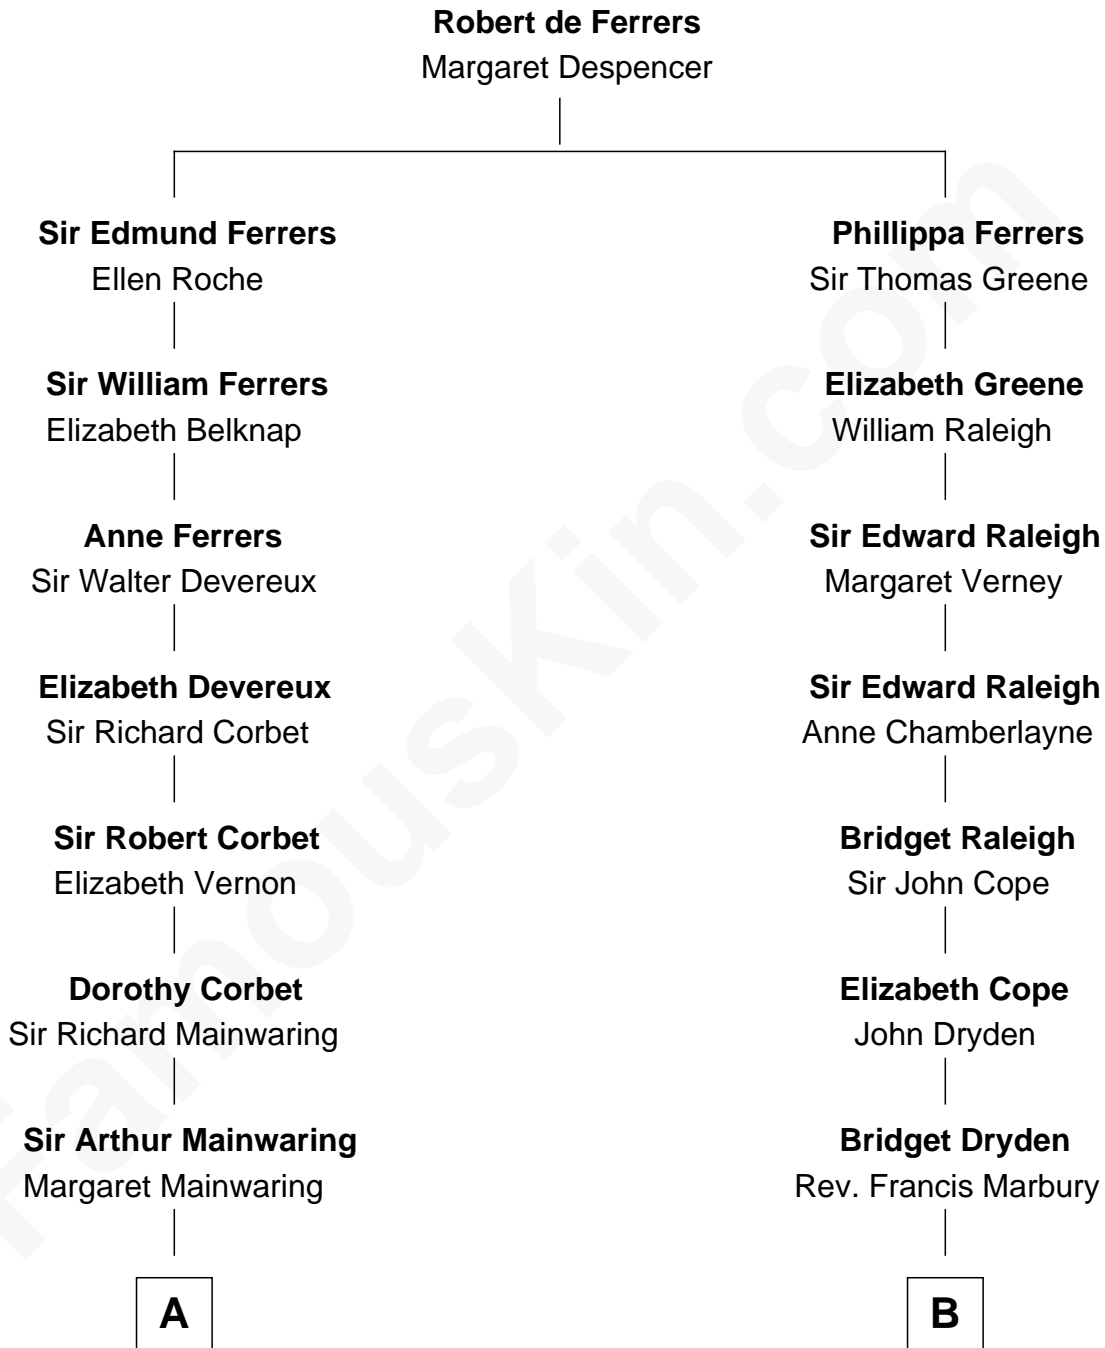 Robert de Ferrers
Margaret Despencer
Sir Edmund Ferrers
Ellen Roche
Sir William Ferrers
Elizabeth Belknap
Anne Ferrers
Sir Walter Devereux
Elizabeth Devereux
Sir Richard Corbet
Sir Robert Corbet
Elizabeth Vernon
Dorothy Corbet
Sir Richard Mainwaring
Sir Arthur Mainwaring
Margaret Mainwaring
A
Phillippa Ferrers
Sir Thomas Greene
Elizabeth Greene
William Raleigh
Sir Edward Raleigh
Margaret Verney
Sir Edward Raleigh
Anne Chamberlayne
Bridget Raleigh
Sir John Cope
Elizabeth Cope
John Dryden
Bridget Dryden
Rev. Francis Marbury
B
FamousKin.com